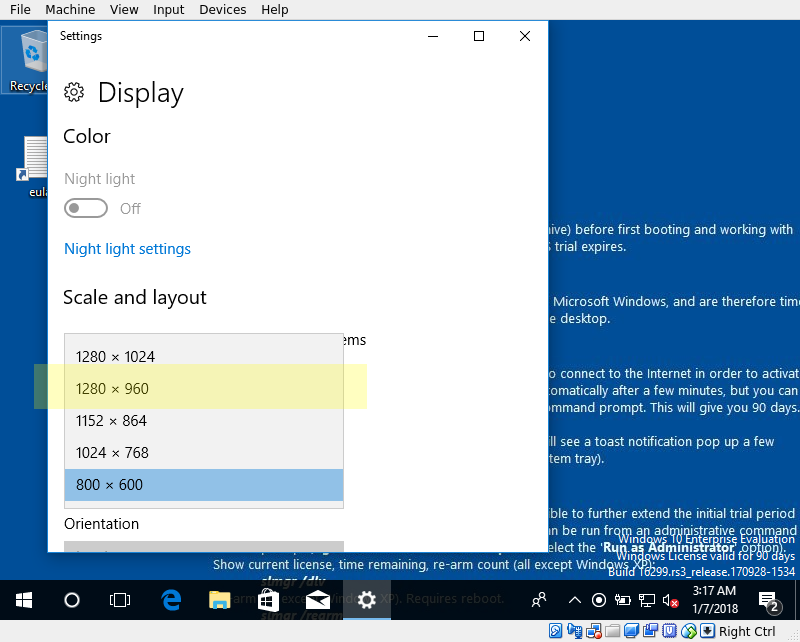 File Machine View Input Devices Help
Settings
Recycle
Display
Color
eula
Night light
Off
Night light settings
ive) before first booting and working with
trial expires.
Scale and layout
Microsoft Windows, and are therefore time
e desktop.
ems
1280 × 1024
1280 × 960
1152 × 864
1024 × 768
800 × 600
Orientation
o connect to the Internet in order to activat
tomatically after a few minutes, but you can
ommand prompt. This will give you 90 days.
ill see a toast notification pop up a few
tem tray).
ible to further extend the initial trial period
n be run from an administrative command
elect the 'Run as Administrator' option).
Show current license, time remaining, re-arm count (all except Windows XP):
slmgr /dlv
Requires reboot.
slmgr /rearm
Windows 10 Enterprise Evaluation
Windows License valid for 90 days
Build 16299.rs3_release.170928-1534
3:17 AM
1/7/2018
2
Right Ctrl